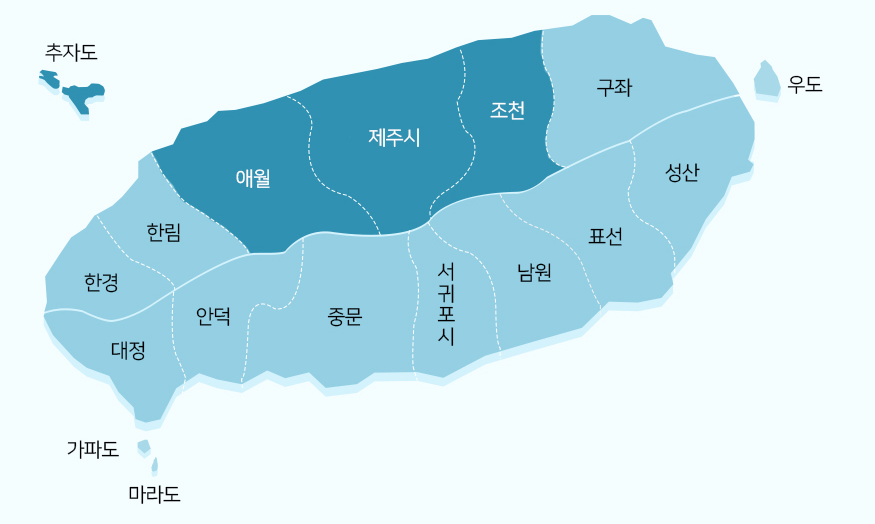 추자도
구좌
우도
조천
제주시
성산
애월
한림
표선
한경
서
귀
포
시
남원
안덕
중문
대정
가파도
마라도